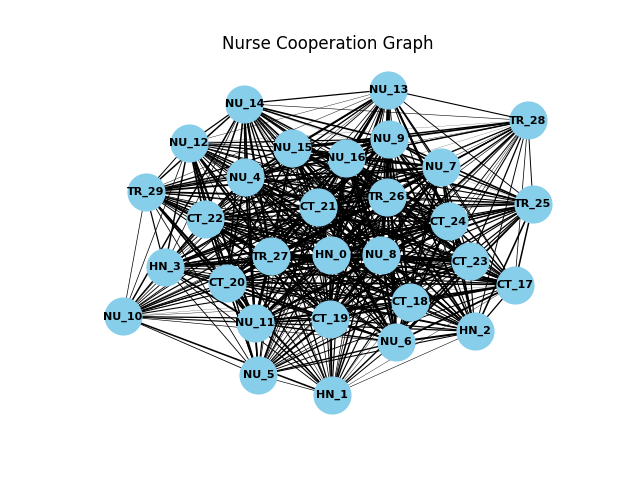 Nurse Cooperation Graph
NU_13
NU_14
TR_28
NU_9
NU_12
NU_15
NU_16
NU_7
NU_4
TR_29
TR_26
TR_25
CT_21
CT_22
CT_24
HN_0
NU_8
TR_27
CT_23
HN_3
CT_20
CT_17
CT_18
NU_10
CT_19
NU_11
HN_2
NU_6
NU_5
HN_1